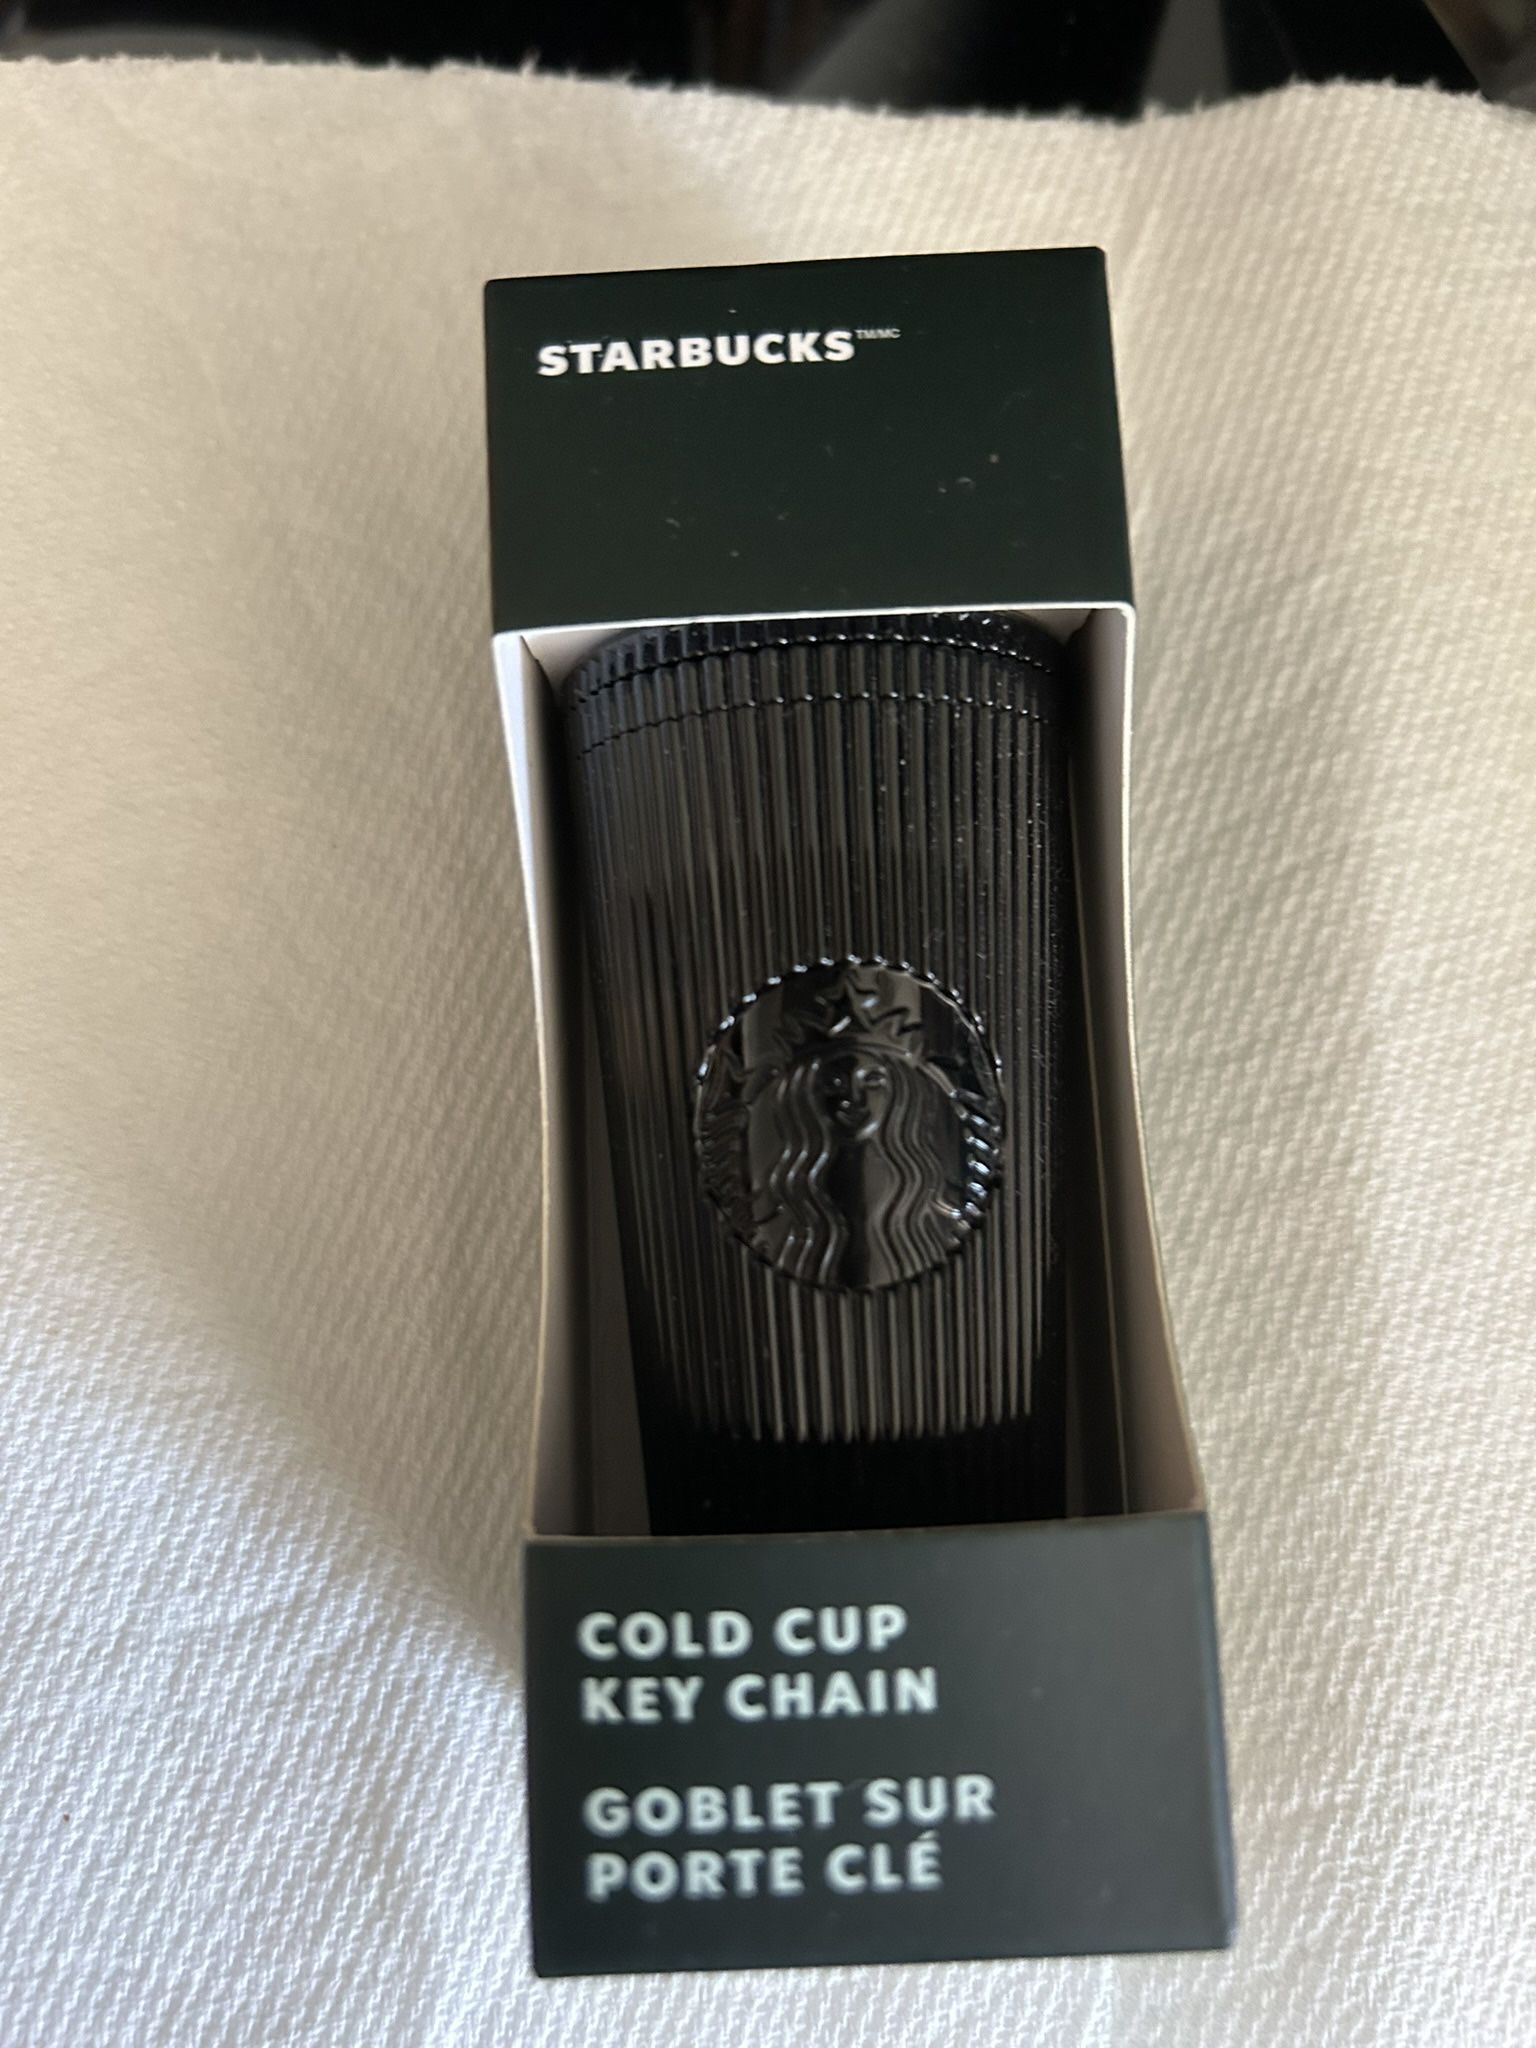 STARBUCKS™/MC
COLD CUP
KEY CHAIN
GOBLET SUR
PORTE CLÉ